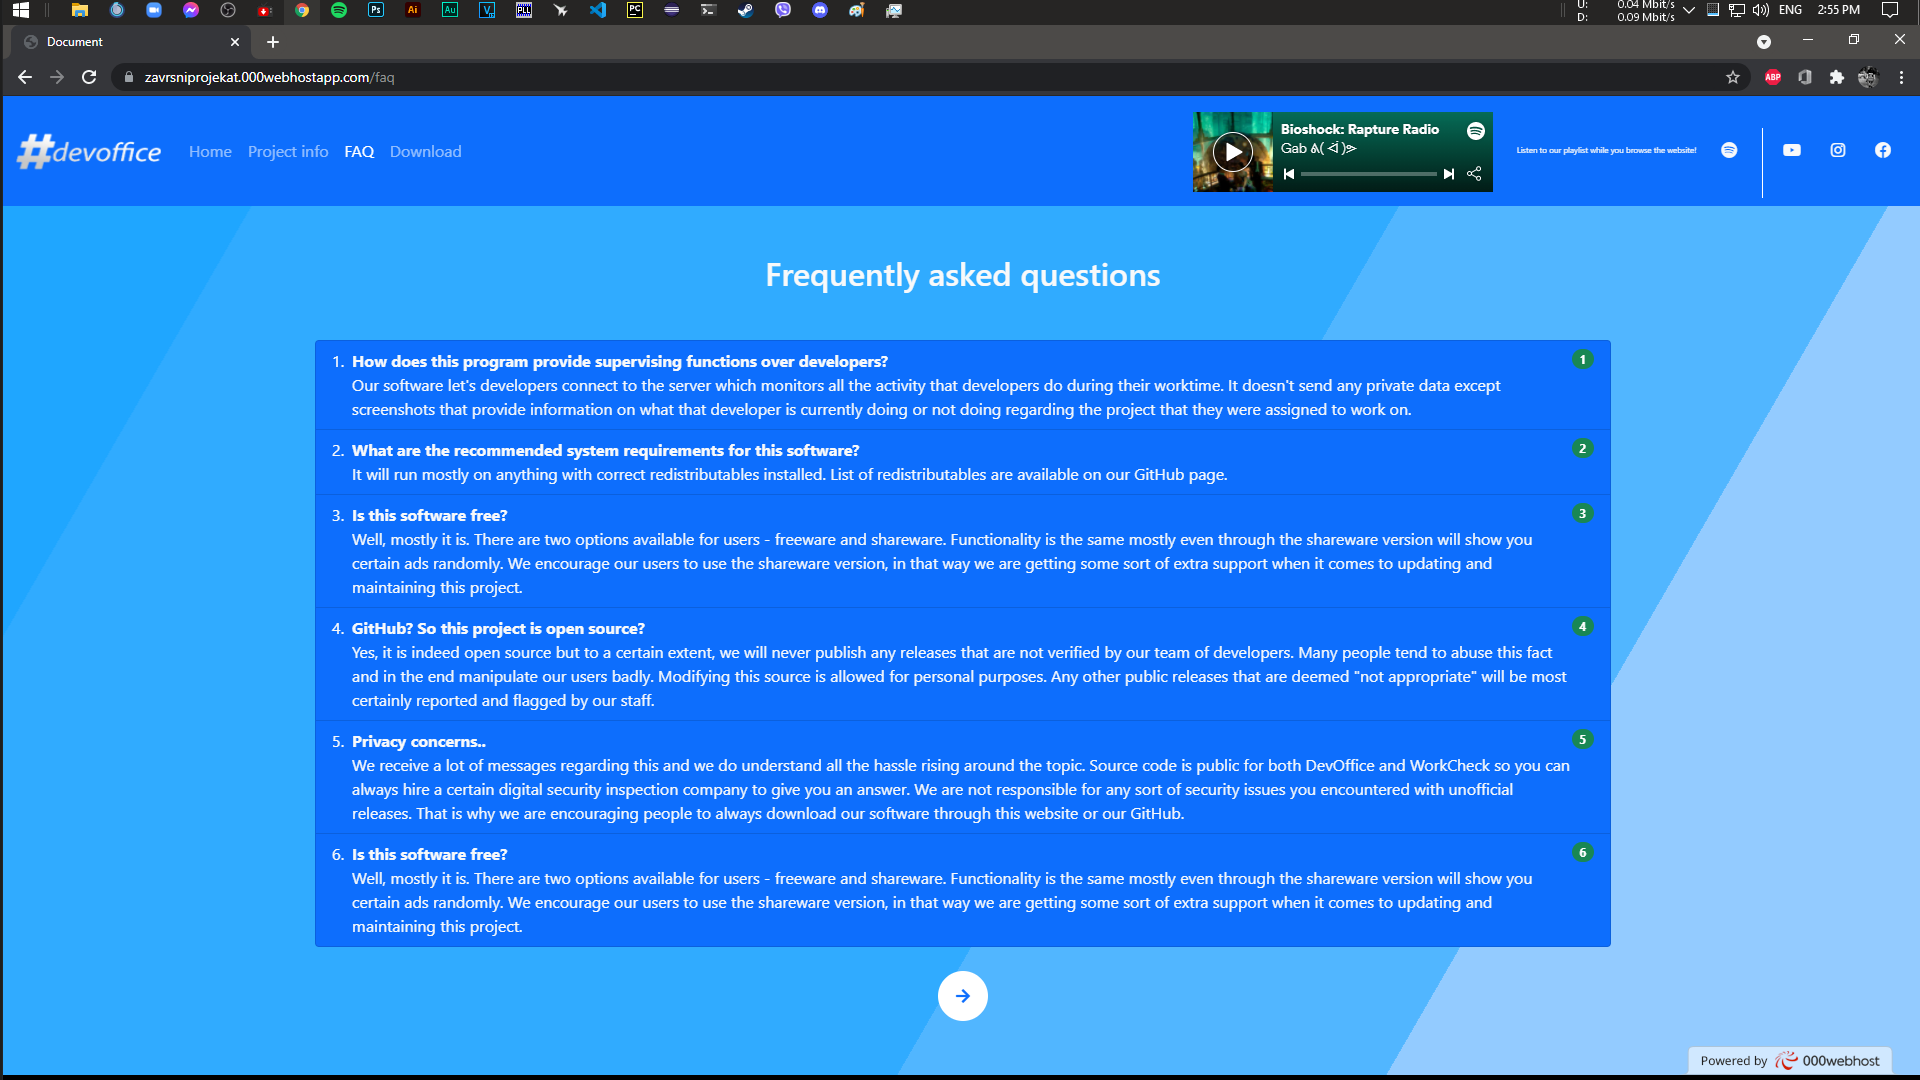 Ps
Ai
Au
PLL
PC
U: 0.04 Mbit/s
D: 0.09 Mbit/s
ENG
2:55 PM
Document
zavrsniprojekat.000webhostapp.com/faq
ABP
#devoffice
Home
Project info
FAQ
Download
Bioshock: Rapture Radio
Gab
Listen to our playlist while you browse the website!
Frequently asked questions
1. How does this program provide supervising functions over developers? 1
Our software let's developers connect to the server which monitors all the activity that developers do during their worktime. It doesn't send any private data except
screenshots that provide information on what that developer is currently doing or not doing regarding the project that they were assigned to work on.
2. What are the recommended system requirements for this software? 2
It will run mostly on anything with correct redistributables installed. List of redistributables are available on our GitHub page.
3. Is this software free? 3
Well, mostly it is. There are two options available for users - freeware and shareware. Functionality is the same mostly even through the shareware version will show you
certain ads randomly. We encourage our users to use the shareware version, in that way we are getting some sort of extra support when it comes to updating and
maintaining this project.
4. GitHub? So this project is open source? 4
Yes, it is indeed open source but to a certain extent, we will never publish any releases that are not verified by our team of developers. Many people tend to abuse this fact
and in the end manipulate our users badly. Modifying this source is allowed for personal purposes. Any other public releases that are deemed "not appropriate" will be most
certainly reported and flagged by our staff.
5. Privacy concerns.. 5
We receive a lot of messages regarding this and we do understand all the hassle rising around the topic. Source code is public for both DevOffice and WorkCheck so you can
always hire a certain digital security inspection company to give you an answer. We are not responsible for any sort of security issues you encountered with unofficial
releases. That is why we are encouraging people to always download our software through this website or our GitHub.
6. Is this software free? 6
Well, mostly it is. There are two options available for users - freeware and shareware. Functionality is the same mostly even through the shareware version will show you
certain ads randomly. We encourage our users to use the shareware version, in that way we are getting some sort of extra support when it comes to updating and
maintaining this project.
Powered by 000webhost